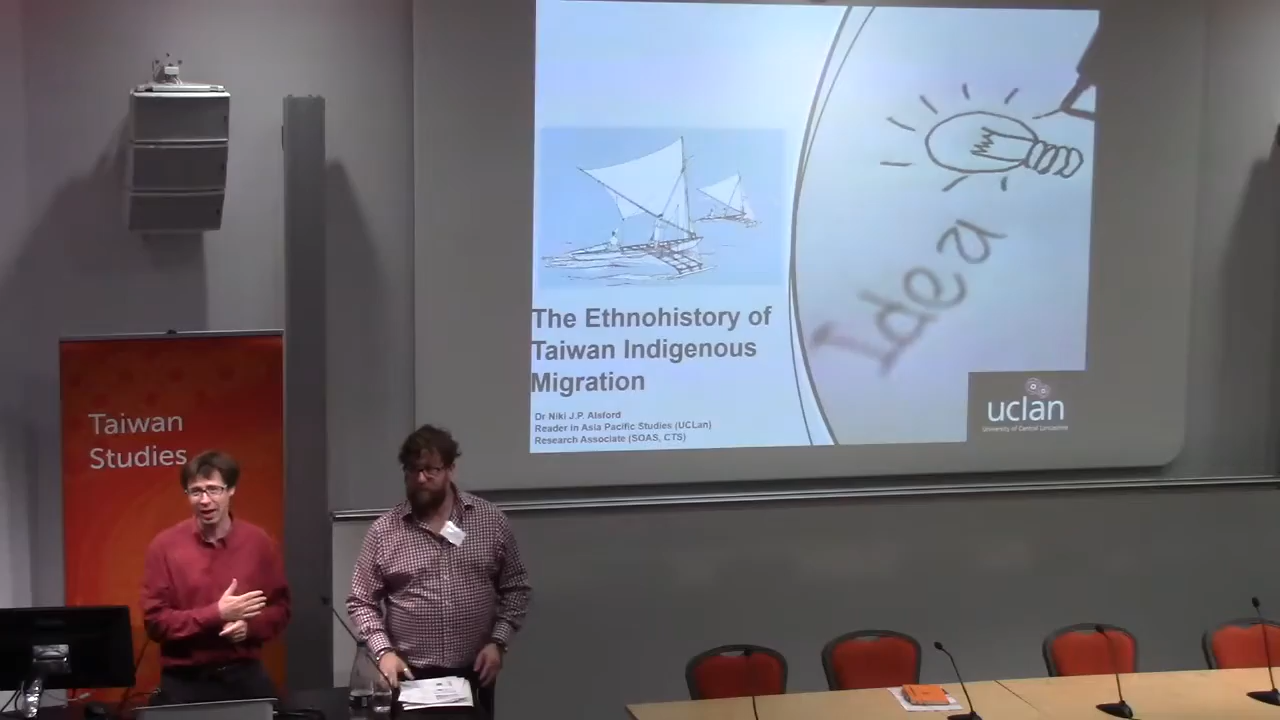 Taiwan
Studies
The Ethnohistory of
Taiwan Indigenous
Migration
Dr Niki J.P. Alsford
Reader in Asia Pacific Studies (UCLan)
Research Associate (SOAS, CTS)
Idea
uclan
University of Central Lancashire